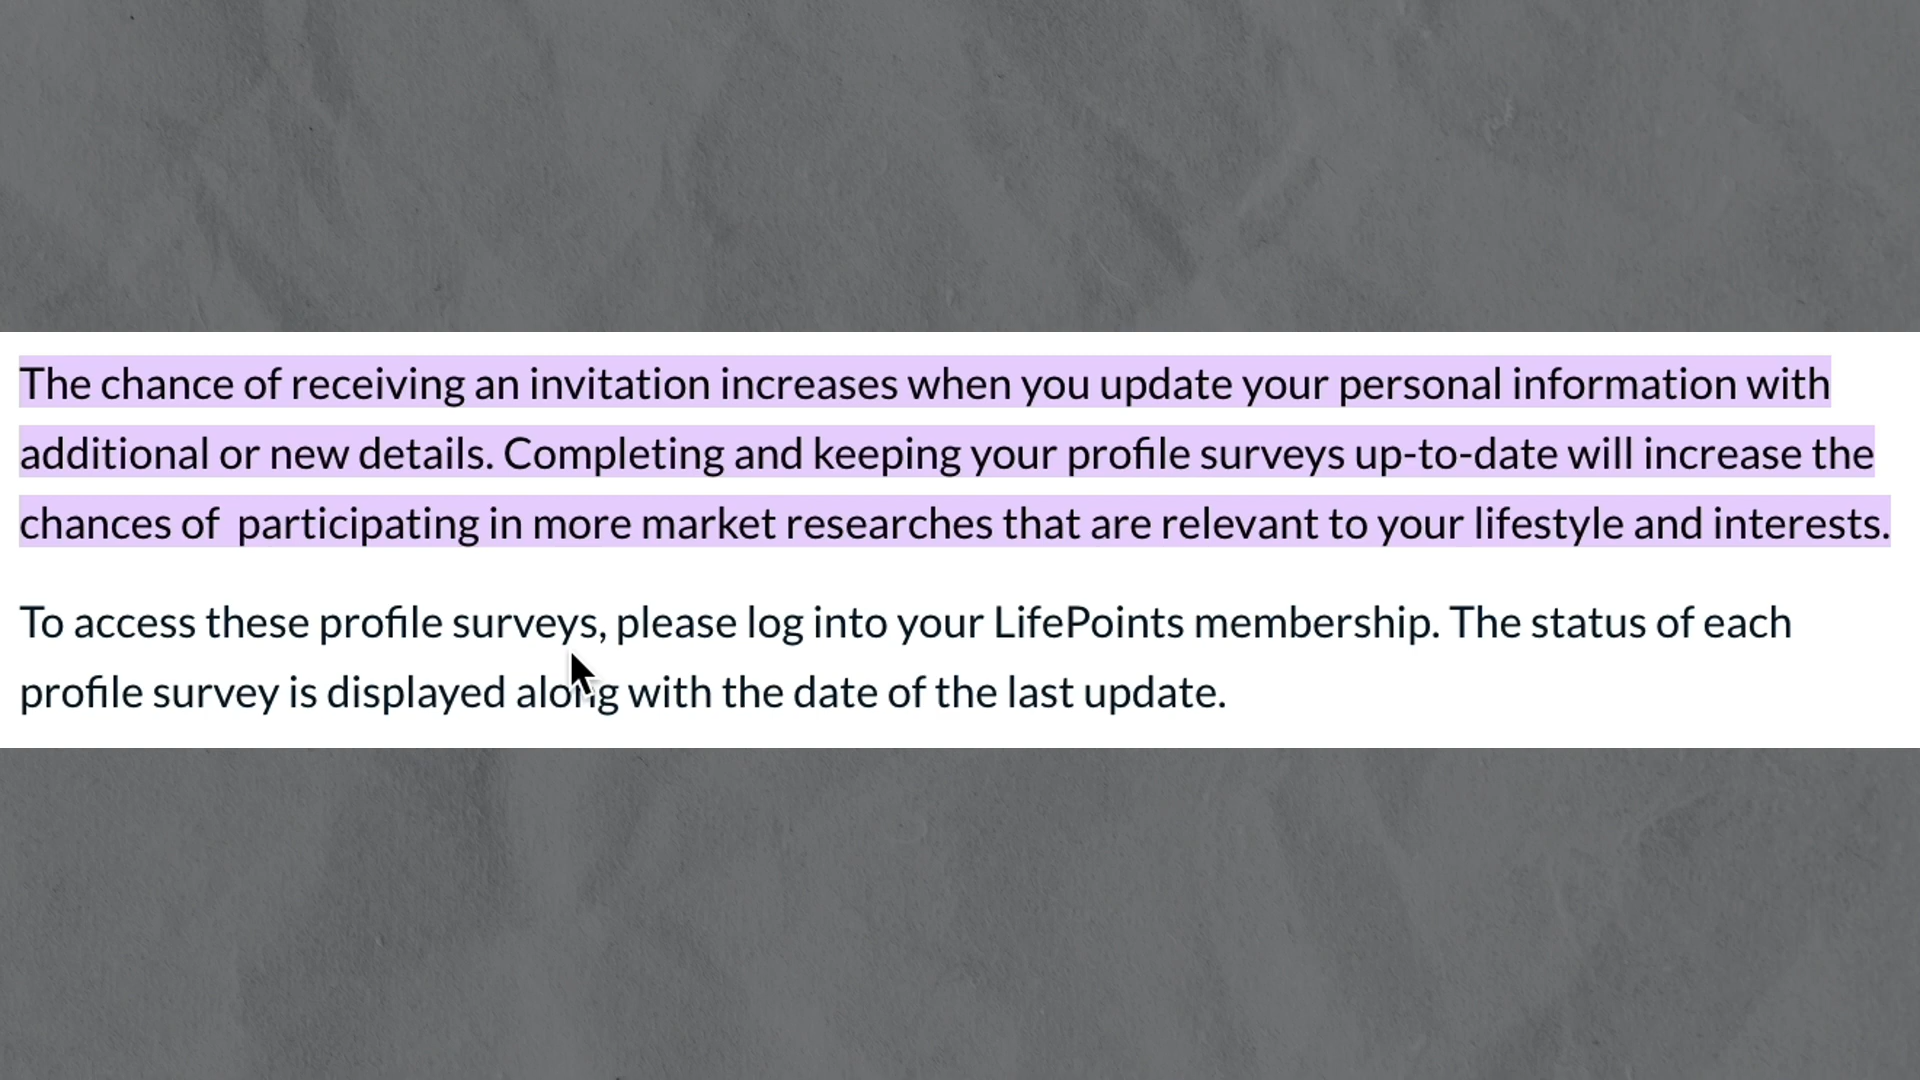 The chance of receiving an invitation increases when you update your personal information with
additional or new details. Completing and keeping your profile surveys up-to-date will increase the
chances of  participating in more market researches that are relevant to your lifestyle and interests.
To access these profile surveys, please log into your LifePoints membership. The status of each
profile survey is displayed along with the date of the last update.